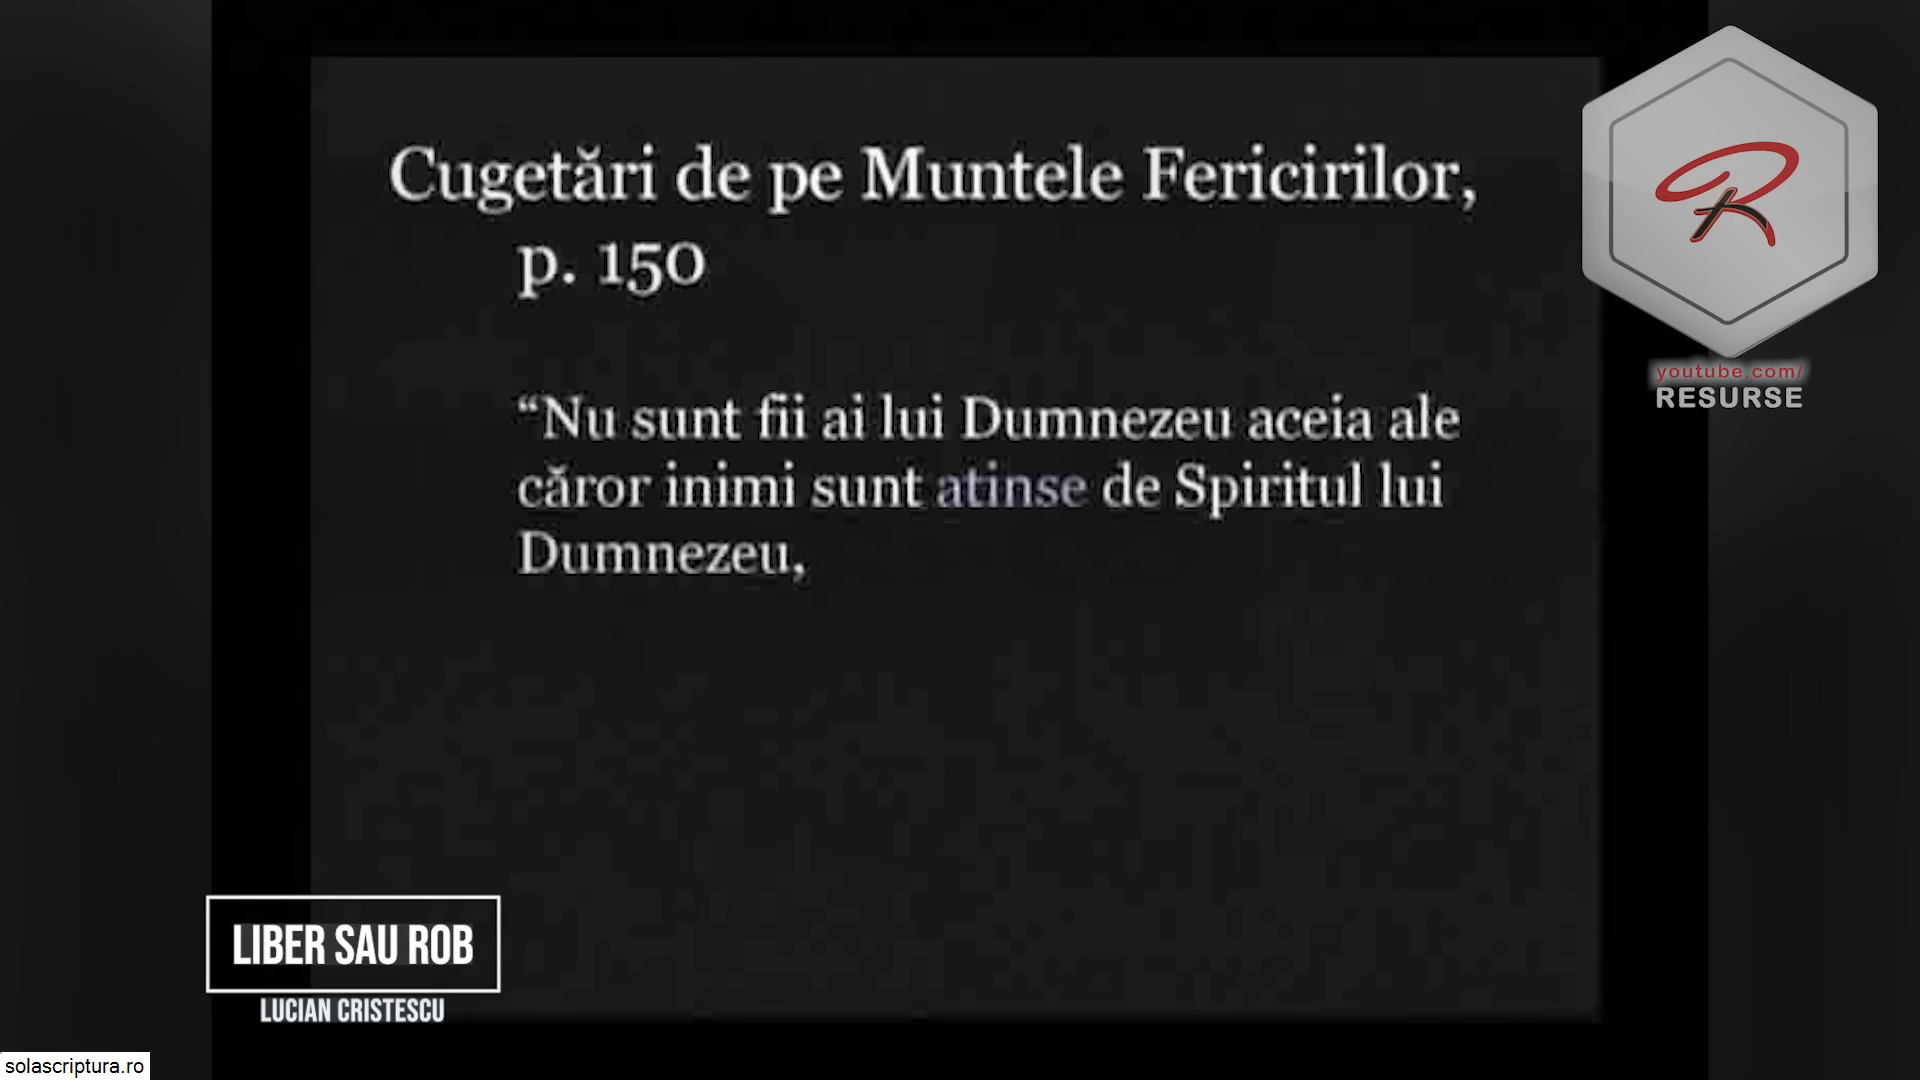 Cugetări de pe Muntele Fericirilor,
p. 150
“Nu sunt fii ai lui Dumnezeu aceia ale
căror inimi sunt atinse de Spiritul lui
Dumnezeu,
R
youtube.com/
RESURSE
LIBER SAU ROB
LUCIAN CRISTESCU
solascriptura.ro